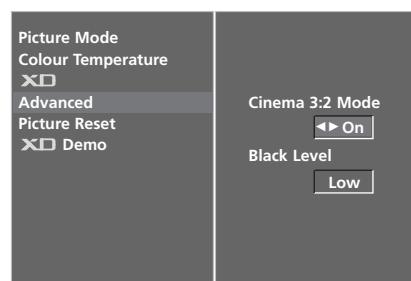 Picture Mode
Colour Temperature
XD
Advanced
Picture Reset
XD Demo
Cinema 3:2 Mode
◄► On
Black Level
Low